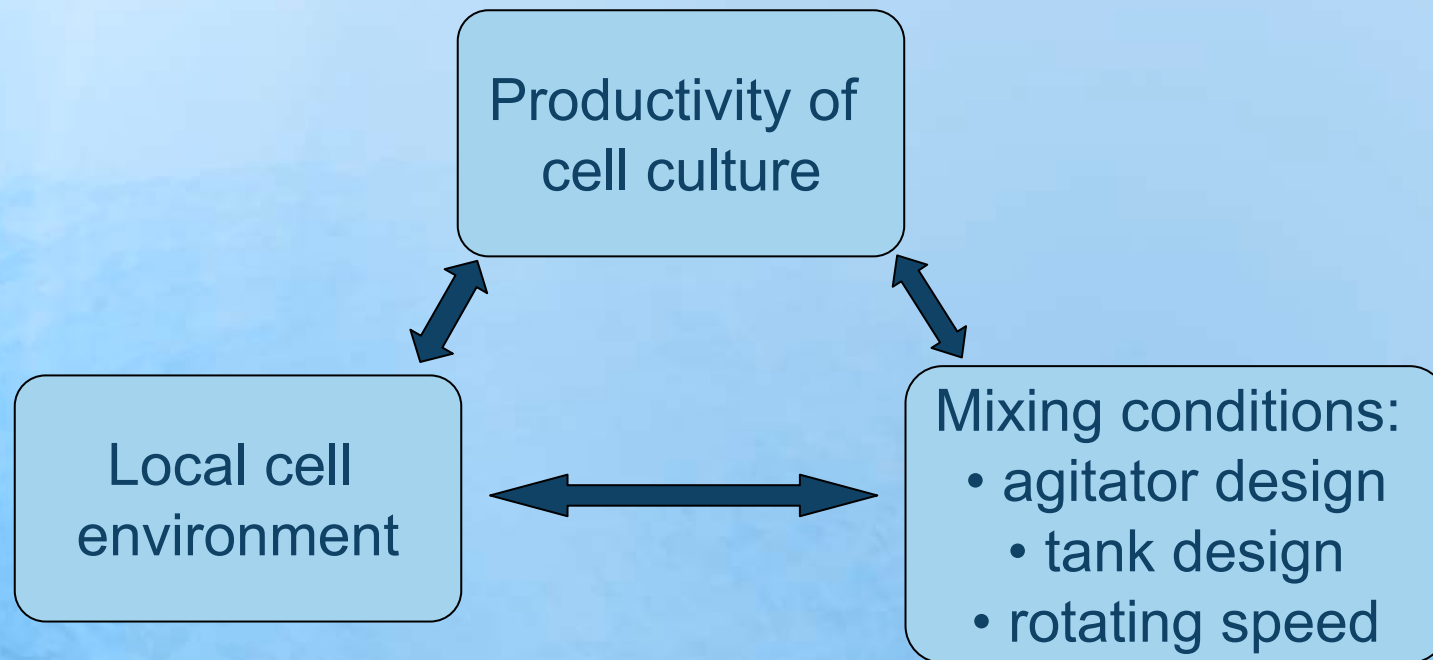 Productivity of
cell culture
Local cell
environment
Mixing conditions:
• agitator design
• tank design
• rotating speed